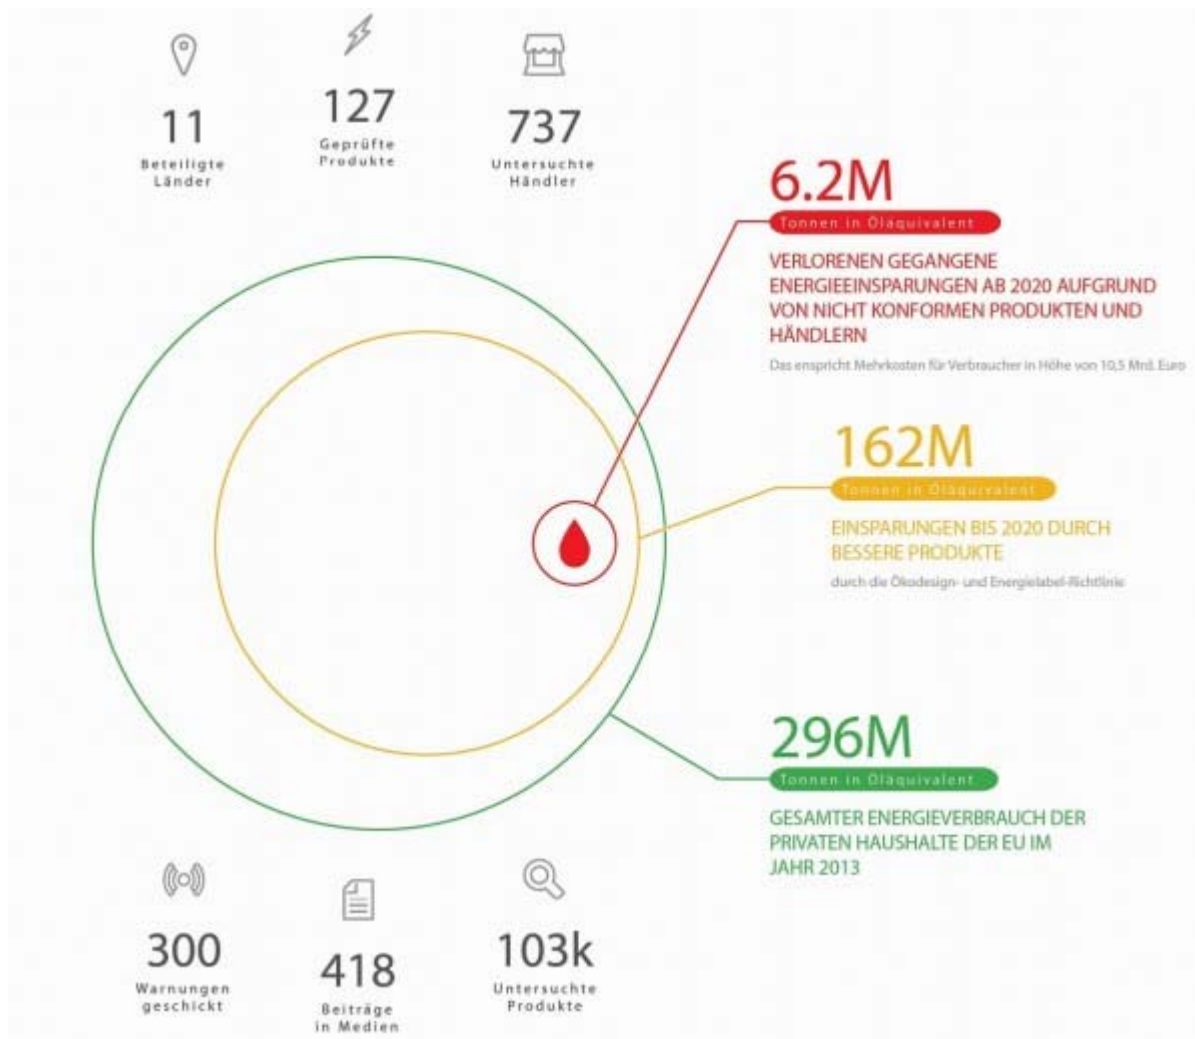 11
Beteiligte
Länder
127
Geprüfte
Produkte
737
Untersuchte
Händler
6.2M
Tonnen in Öläquivalent
VERLORENEN GEGANGENE
ENERGIEEINSPARUNGEN AB 2020 AUFGRUND
VON NICHT KONFORMEN PRODUKTEN UND
HÄNDLERN
Das enspricht Mehrkosten für Verbraucher in Höhe von 10,5 Mrd. Euro
162M
Tonnen in Öläquivalent
EINSPARUNGEN BIS 2020 DURCH
BESSERE PRODUKTE
durch die Ökodesign- und Energielabel-Richtlinie
296M
Tonnen in Öläquivalent
GESAMTER ENERGIEVERBRAUCH DER
PRIVATEN HAUSHALTE DER EU IM
JAHR 2013
300
Warnungen
geschickt
418
Beiträge
in Medien
103k
Untersuchte
Produkte